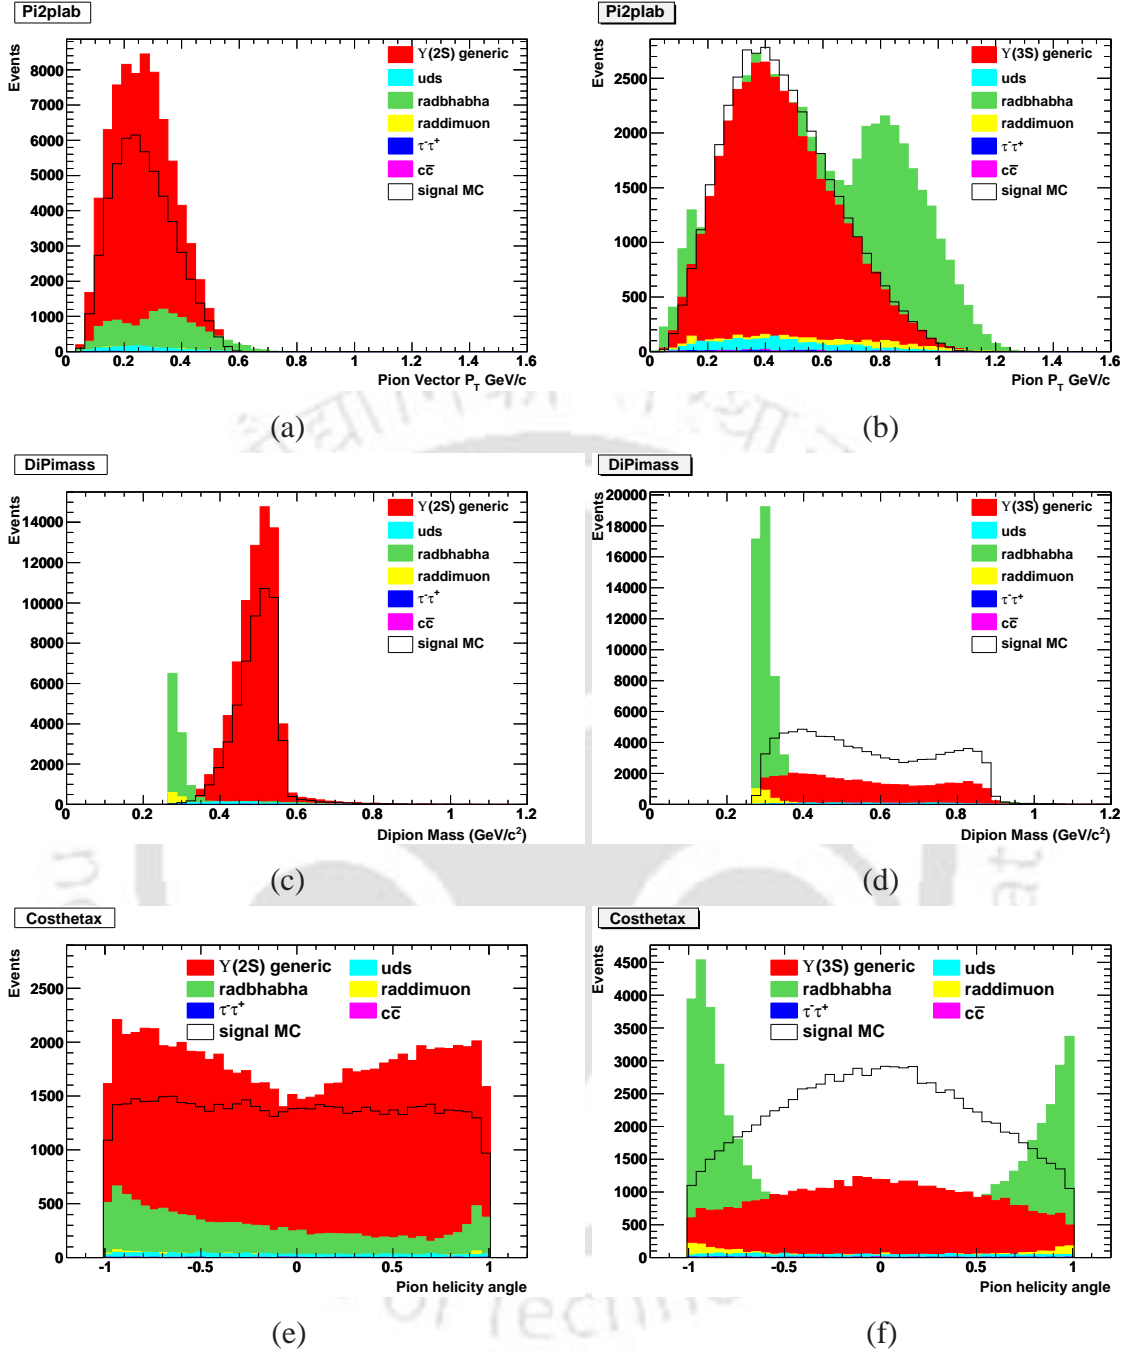 Pi2plab
Events
8000
7000
6000
5000
4000
3000
2000
1000
0
0 0.2 0.4 0.6 0.8 1 1.2 1.4 1.6
Pion Vector P_T GeV/c
Υ(2S) generic
uds
radbhabha
raddimuon
τ⁻τ⁺
cc̅
signal MC
(a)
Pi2plab
Events
2500
2000
1500
1000
500
0
0 0.2 0.4 0.6 0.8 1 1.2 1.4 1.6
Pion P_T GeV/c
Υ(3S) generic
uds
radbhabha
raddimuon
τ⁻τ⁺
cc̅
signal MC
(b)
DiPimass
Events
14000
12000
10000
8000
6000
4000
2000
0
0 0.2 0.4 0.6 0.8 1 1.2
Dipion Mass (GeV/c²)
Υ(2S) generic
uds
radbhabha
raddimuon
τ⁻τ⁺
cc̅
signal MC
(c)
DiPimass
Events
20000
18000
16000
14000
12000
10000
8000
6000
4000
2000
0
0 0.2 0.4 0.6 0.8 1 1.2
Dipion Mass (GeV/c²)
Υ(3S) generic
uds
radbhabha
raddimuon
τ⁻τ⁺
cc̅
signal MC
(d)
Costhetax
Events
2500
2000
1500
1000
500
0
-1 -0.5 0 0.5 1
Pion helicity angle
Υ(2S) generic uds
radbhabha raddimuon
τ⁻τ⁺ cc̅
signal MC
(e)
Costhetax
Events
4500
4000
3500
3000
2500
2000
1500
1000
500
0
-1 -0.5 0 0.5 1
Pion helicity angle
Υ(3S) generic uds
radbhabha raddimuon
τ⁻τ⁺ cc̅
signal MC
(f)
of Techn